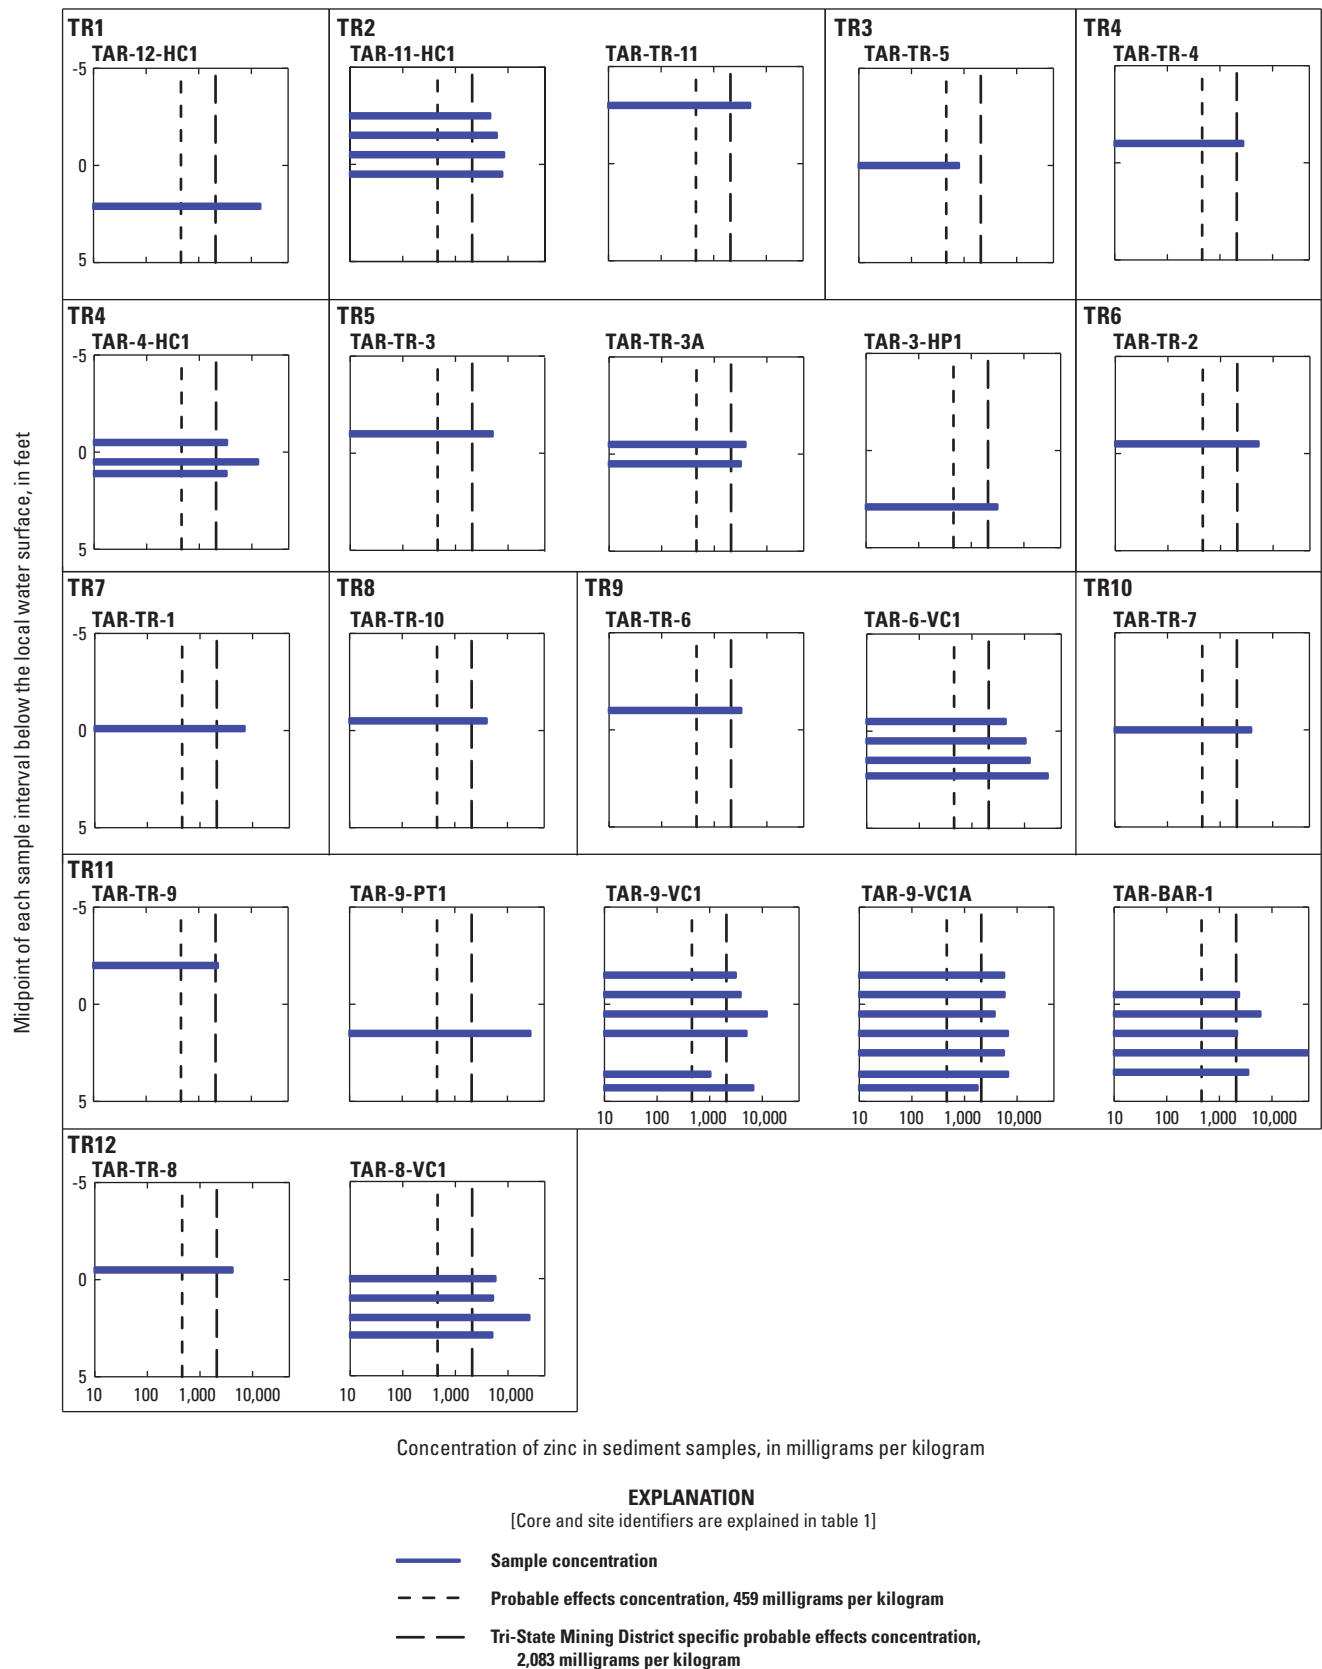 TR1
TR2
TR3
TR4
TAR-12-HC1
TAR-11-HC1
TAR-TR-11
TAR-TR-5
TAR-TR-4
-5
0
5
TR4
TR5
TR6
TAR-4-HC1
TAR-TR-3
TAR-TR-3A
TAR-3-HP1
TAR-TR-2
-5
0
5
Midpoint of each sample interval below the local water surface, in feet
TR7
TR8
TR9
TR10
TAR-TR-1
TAR-TR-10
TAR-TR-6
TAR-6-VC1
TAR-TR-7
-5
0
5
TR11
TAR-TR-9
TAR-9-PT1
TAR-9-VC1
TAR-9-VC1A
TAR-BAR-1
-5
0
5
10 100 1,000 10,000
10 100 1,000 10,000
10 100 1,000 10,000
TR12
TAR-TR-8
TAR-8-VC1
-5
0
5
10 100 1,000 10,000
10 100 1,000 10,000
Concentration of zinc in sediment samples, in milligrams per kilogram
EXPLANATION
[Core and site identifiers are explained in table 1]
Sample concentration
Probable effects concentration, 459 milligrams per kilogram
Tri-State Mining District specific probable effects concentration,
2,083 milligrams per kilogram